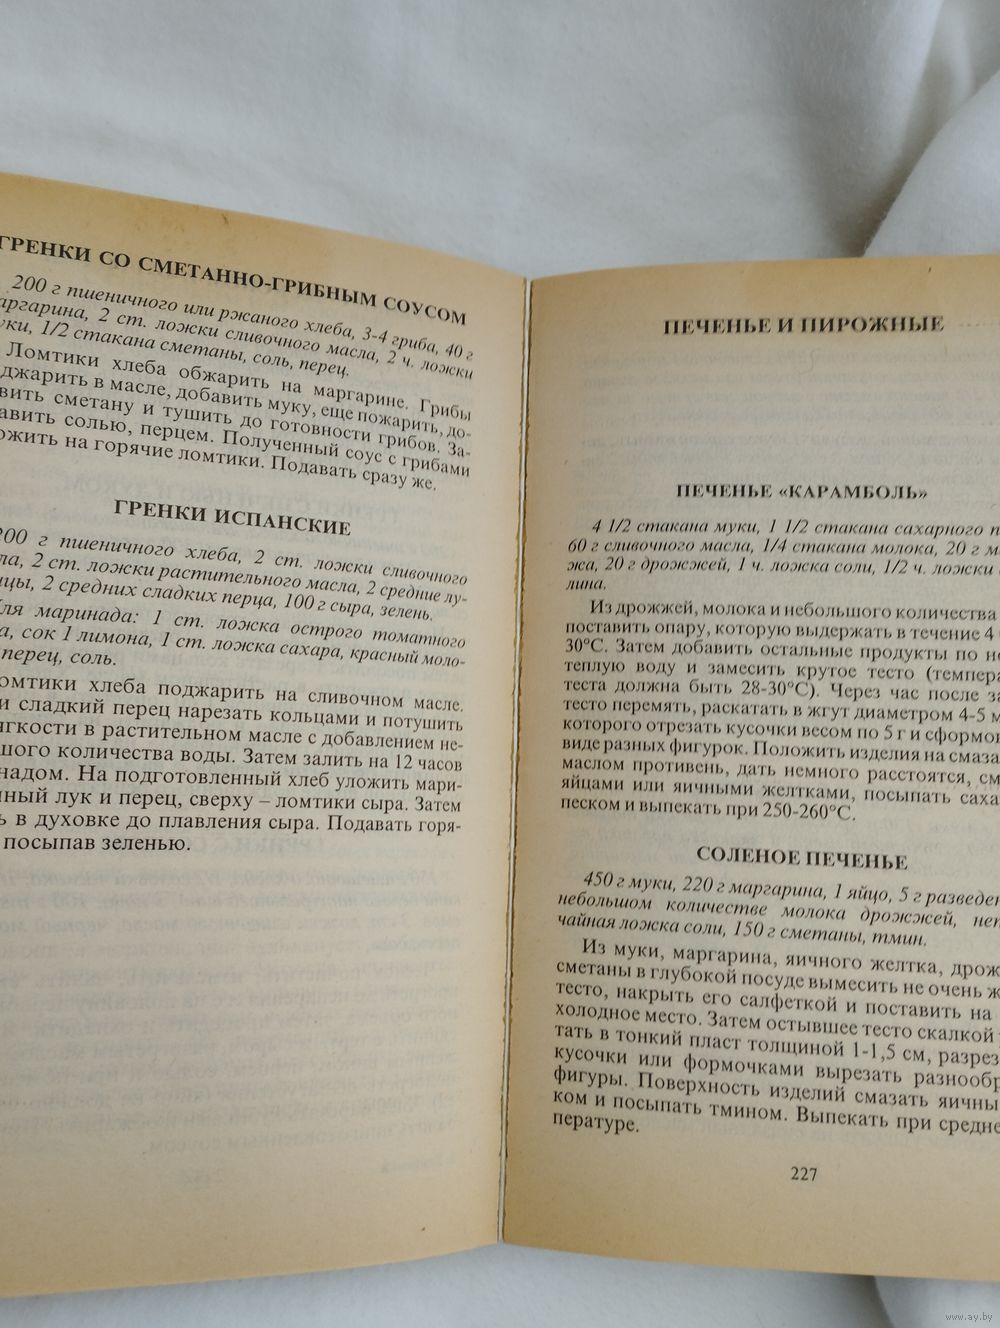 ГРЕНКИ СО СМЕТАННО-ГРИБНЫМ СОУСОМ
200 г пшеничного или ржаного хлеба, 3-4 гриба, 40 г
аргарина, 2 ст. ложки сливочного масла, 2 ч. ложки
уки, 1/2 стакана сметаны, соль, перец.
Ломтики хлеба обжарить на маргарине. Грибы
джарить в масле, добавить муку, еще пожарить, до-
вить сметану и тушить до готовности грибов. За-
авить солью, перцем. Полученный соус с грибами
ожить на горячие ломтики. Подавать сразу же.
ГРЕНКИ ИСПАНСКИЕ
200 г пшеничного хлеба, 2 ст. ложки сливочного
ла, 2 ст. ложки растительного масла, 2 средние лу-
ицы, 2 средних сладких перца, 100 г сыра, зелень.
ля маринада: 1 ст. ложка острого томатного
а, сок 1 лимона, 1 ст. ложка сахара, красный моло-
перец, соль.
омтики хлеба поджарить на сливочном масле.
и сладкий перец нарезать кольцами и потушить
ягкости в растительном масле с добавлением не-
шого количества воды. Затем залить на 12 часов
надом. На подготовленный хлеб уложить мари-
нный лук и перец, сверху – ломтики сыра. Затем
ь в духовке до плавления сыра. Подавать горя-
посыпав зеленью.
ПЕЧЕНЬЕ И ПИРОЖНЫЕ
ПЕЧЕНЬЕ «КАРАМБОЛЬ»
4 1/2 стакана муки, 1 1/2 стакана сахарного п
60 г сливочного масла, 1/4 стакана молока, 20 г м
жа, 20 г дрожжей, 1 ч. ложка соли, 1/2 ч. ложки
лина.
Из дрожжей, молока и небольшого количества
поставить опару, которую выдержать в течение 4
30°С. Затем добавить остальные продукты по
теплую воду и замесить крутое тесто (темпера
теста должна быть 28-30°С). Через час после за
тесто перемять, раскатать в жгут диаметром 4-5 м
которого отрезать кусочки весом по 5 г и сформо
виде разных фигурок. Положить изделия на смаза
маслом противень, дать немного расстоятся, см
яйцами или яичными желтками, посыпать саха
песком и выпекать при 250-260°С.
СОЛЕНОЕ ПЕЧЕНЬЕ
450 г муки, 220 г маргарина, 1 яйцо, 5 г разведе
небольшом количестве молока дрожжей, неп
чайная ложка соли, 150 г сметаны, тмин.
Из муки, маргарина, яичного желтка, дрож
сметаны в глубокой посуде вымесить не очень ж
тесто, накрыть его салфеткой и поставить на
холодное место. Затем остывшее тесто скалкой
тать в тонкий пласт толщиной 1-1,5 см, разрез
кусочки или формочками вырезать разнообр
фигуры. Поверхность изделий смазать яичны
ком и посыпать тмином. Выпекать при средне
пературе.
227
www.ay.by